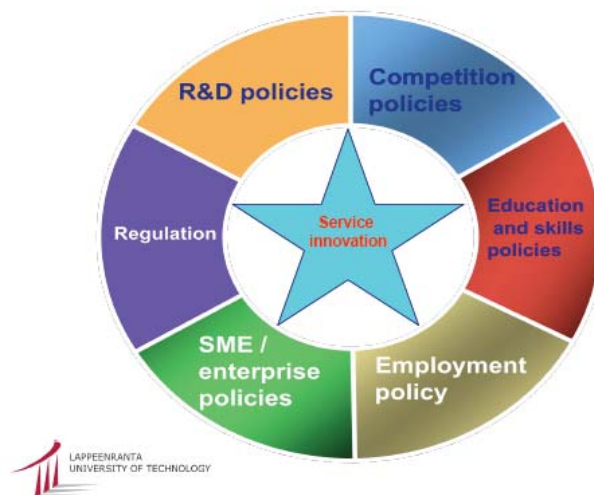 R&D policies
Competition
policies
Education
and skills
policies
Employment
policy
SME /
enterprise
policies
Regulation
Service
innovation
LAPPEENRANTA
UNIVERSITY OF TECHNOLOGY